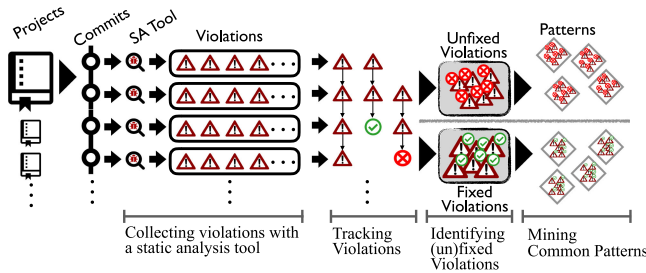 Projects
Commits
SA Tool
Violations
Unfixed
Violations
Patterns
Fixed
Violations
Collecting violations with
a static analysis tool
Tracking
Violations
Identifying
(un)fixed
Violations
Mining
Common Patterns